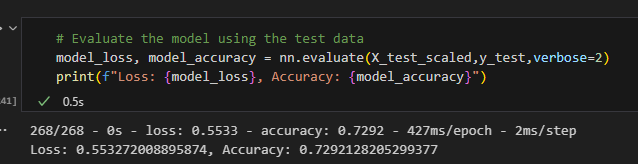 # Evaluate the model using the test data
model_loss, model_accuracy = nn.evaluate(X_test_scaled,y_test,verbose=2)
print(f"Loss: {model_loss}, Accuracy: {model_accuracy}")
41] ✓ 0.5s
268/268 - 0s - loss: 0.5533 - accuracy: 0.7292 - 427ms/epoch - 2ms/step
Loss: 0.553272008895874, Accuracy: 0.7292128205299377